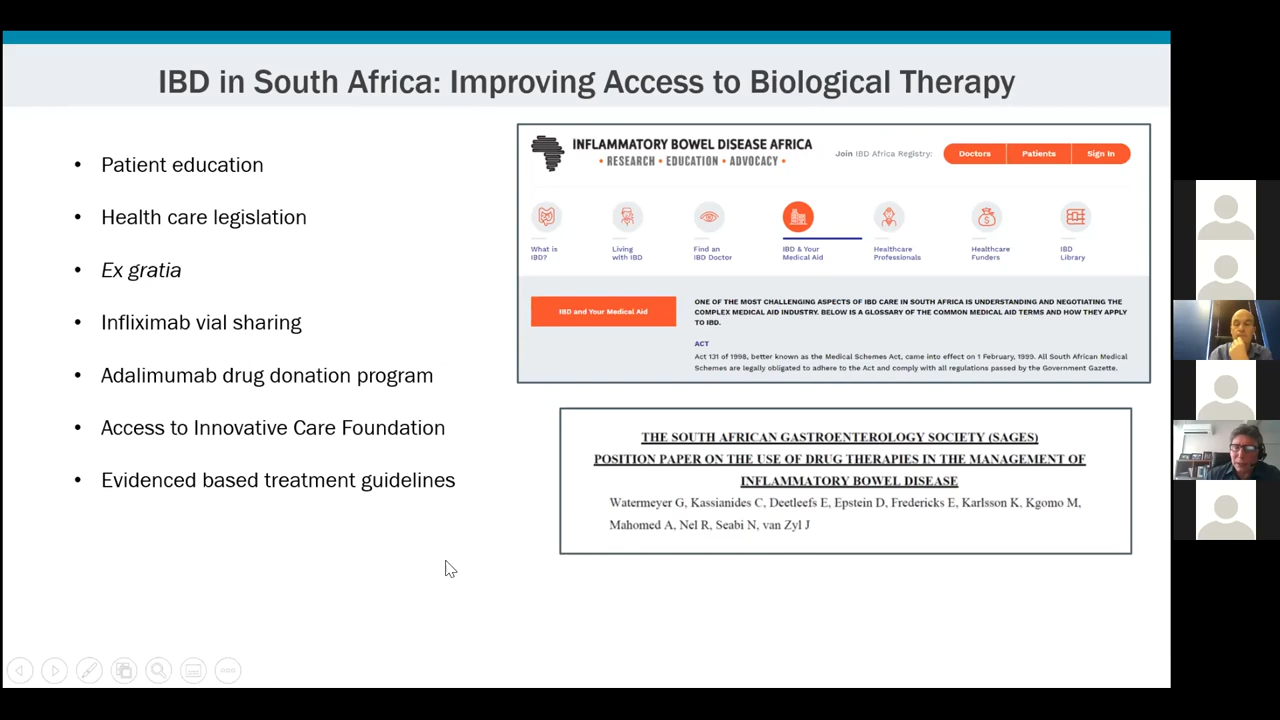 IBD in South Africa: Improving Access to Biological Therapy
• Patient education
• Health care legislation
• Ex gratia
• Infliximab vial sharing
• Adalimumab drug donation program
• Access to Innovative Care Foundation
• Evidenced based treatment guidelines
INFLAMMATORY BOWEL DISEASE AFRICA
• RESEARCH • EDUCATION • ADVOCACY •
Join IBD Africa Registry:
Doctors
Patients
Sign In
What is
IBD?
Living
with IBD
Find an
IBD Doctor
IBD & Your
Medical Aid
Healthcare
Professionals
Healthcare
Funders
IBD
Library
IBD and Your Medical Aid
ONE OF THE MOST CHALLENGING ASPECTS OF IBD CARE IN SOUTH AFRICA IS UNDERSTANDING AND NEGOTIATING THE
COMPLEX MEDICAL AID INDUSTRY. BELOW IS A GLOSSARY OF THE COMMON MEDICAL AID TERMS AND HOW THEY APPLY
TO IBD.
ACT
Act 131 of 1998, better known as the Medical Schemes Act, came into effect on 1 February, 1999. All South African Medical
Schemes are legally obligated to adhere to the Act and comply with all regulations passed by the Government Gazette.
THE SOUTH AFRICAN GASTROENTEROLOGY SOCIETY (SAGES)
POSITION PAPER ON THE USE OF DRUG THERAPIES IN THE MANAGEMENT OF
INFLAMMATORY BOWEL DISEASE
Watermeyer G, Kassianides C, Deetleefs E, Epstein D, Fredericks E, Karlsson K, Kgomo M,
Mahomed A, Nel R, Seabi N, van Zyl J